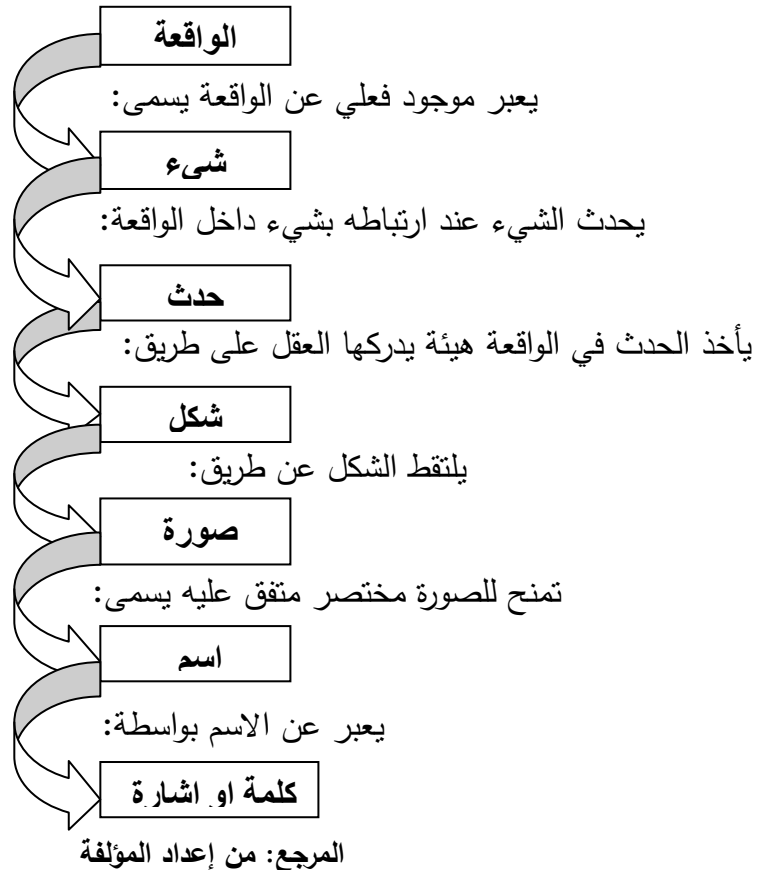 الواقعة
يعبر موجود فعلي عن الواقعة يسمى:
شيء
يحدث الشيء عند ارتباطه بشيء داخل الواقعة:
حدث
يأخذ الحدث في الواقعة هيئة يدركها العقل على طريق:
شكل
يلتقط الشكل عن طريق:
صورة
تمنح للصورة مختصر متفق عليه يسمى:
اسم
يعبر عن الاسم بواسطة:
كلمة او اشارة
المرجع: من إعداد المؤلفة